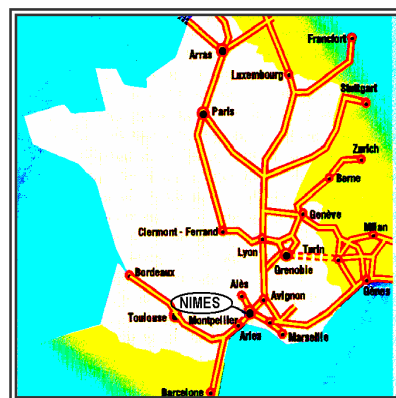 Francfort
Arras
Luxembourg
Stuttgart
Paris
Zurich
Berne
Genève
Clermont - Ferrand
Milan
Lyon
Turin
Grenoble
Bordeaux
Alès
Gênes
NIMES
Avignon
Toulouse
Montpellier
Arles
Marseille
Barcelone